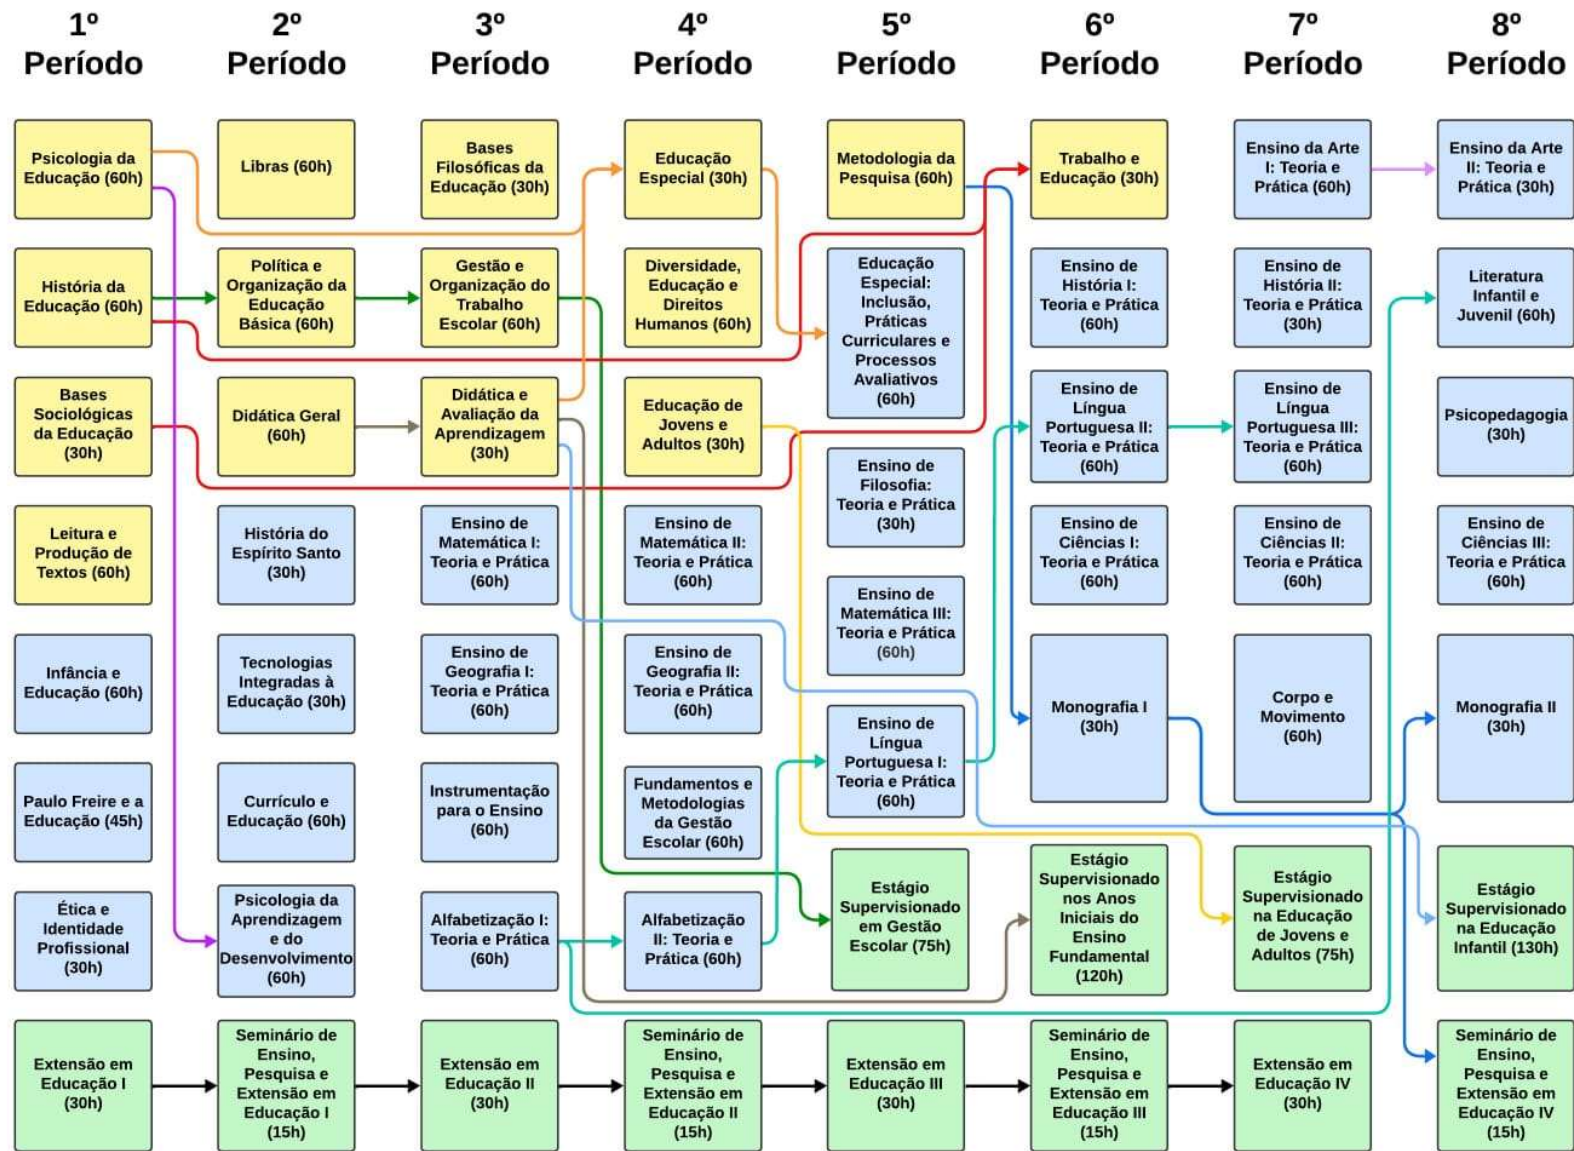 1º
Período
2º
Período
3º
Período
4º
Período
5º
Período
6º
Período
7º
Período
8º
Período
Psicologia da
Educação (60h)
História da
Educação (60h)
Bases
Sociológicas
da Educação
(30h)
Leitura e
Produção de
Textos (60h)
Infância e
Educação (60h)
Paulo Freire e a
Educação (45h)
Ética e
Identidade
Profissional
(30h)
Extensão em
Educação I
(30h)
Libras (60h)
Política e
Organização da
Educação
Básica (60h)
Didática Geral
(60h)
História do
Espírito Santo
(30h)
Tecnologias
Integradas à
Educação (30h)
Currículo e
Educação (60h)
Psicologia da
Aprendizagem
e do
Desenvolvimento
(60h)
Seminário de
Ensino,
Pesquisa e
Extensão em
Educação I
(15h)
Bases
Filosóficas da
Educação (30h)
Gestão e
Organização do
Trabalho
Escolar (60h)
Didática e
Avaliação da
Aprendizagem
(30h)
Ensino de
Matemática I:
Teoria e Prática
(60h)
Ensino de
Geografia I:
Teoria e Prática
(60h)
Instrumentação
para o Ensino
(60h)
Alfabetização I:
Teoria e Prática
(60h)
Extensão em
Educação II
(30h)
Educação
Especial (30h)
Diversidade,
Educação e
Direitos
Humanos (60h)
Educação de
Jovens e
Adultos (30h)
Ensino de
Matemática II:
Teoria e Prática
(60h)
Ensino de
Geografia II:
Teoria e Prática
(60h)
Fundamentos e
Metodologias
da Gestão
Escolar (60h)
Alfabetização
II: Teoria e
Prática (60h)
Seminário de
Ensino,
Pesquisa e
Extensão em
Educação II
(15h)
Metodologia da
Pesquisa (60h)
Educação
Especial:
Inclusão,
Práticas
Curriculares e
Processos
Avaliativos
(60h)
Ensino de
Filosofia:
Teoria e Prática
(30h)
Ensino de
Matemática III:
Teoria e Prática
(60h)
Ensino de
Língua
Portuguesa I:
Teoria e Prática
(60h)
Estágio
Supervisionado
em Gestão
Escolar (75h)
Extensão em
Educação III
(30h)
Trabalho e
Educação (30h)
Ensino de
História I:
Teoria e Prática
(60h)
Ensino de
Língua
Portuguesa II:
Teoria e Prática
(60h)
Ensino de
Ciências I:
Teoria e Prática
(60h)
Monografia I
(30h)
Estágio
Supervisionado
nos Anos
Iniciais do
Ensino
Fundamental
(120h)
Seminário de
Ensino,
Pesquisa e
Extensão em
Educação III
(15h)
Ensino da Arte
I: Teoria e
Prática (60h)
Ensino de
História II:
Teoria e Prática
(30h)
Ensino de
Língua
Portuguesa III:
Teoria e Prática
(60h)
Ensino de
Ciências II:
Teoria e Prática
(60h)
Corpo e
Movimento
(60h)
Estágio
Supervisionado
na Educação
de Jovens e
Adultos (75h)
Extensão em
Educação IV
(30h)
Ensino da Arte
II: Teoria e
Prática (30h)
Literatura
Infantil e
Juvenil (60h)
Psicopedagogia
(30h)
Ensino de
Ciências III:
Teoria e Prática
(60h)
Monografia II
(30h)
Estágio
Supervisionado
na Educação
Infantil (130h)
Seminário de
Ensino,
Pesquisa e
Extensão em
Educação IV
(15h)